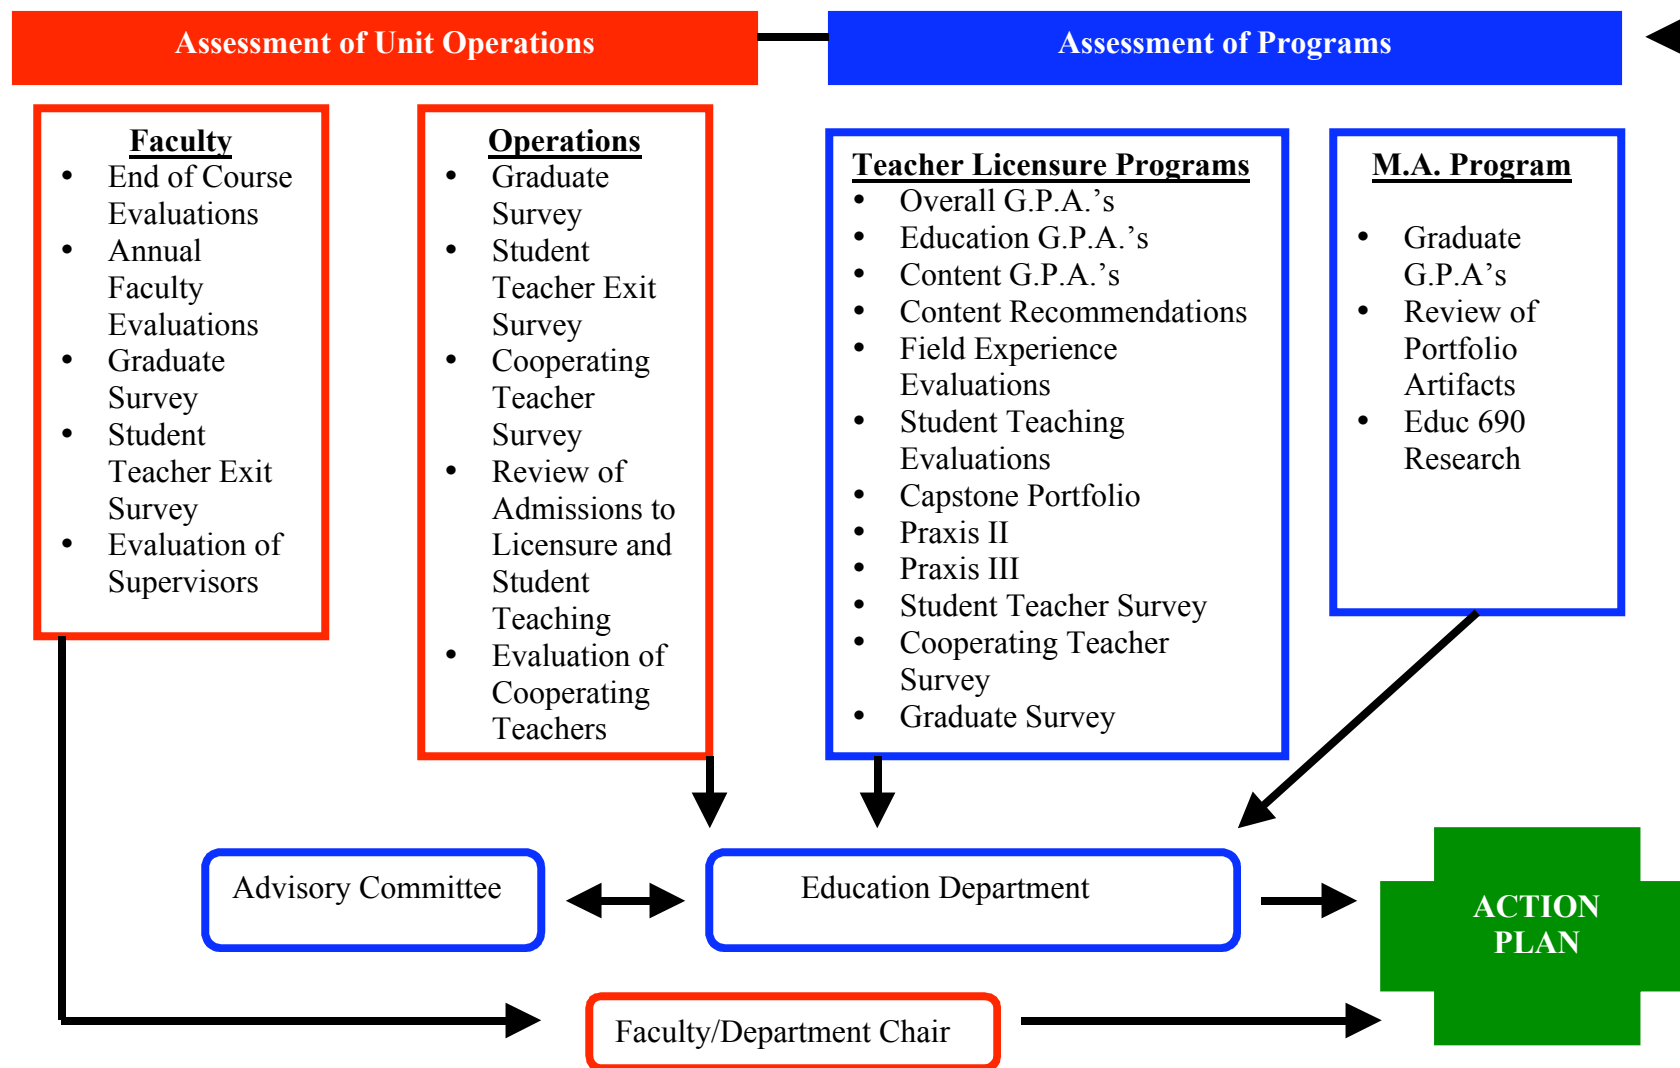 Assessment of Unit Operations
Assessment of Programs
Faculty
• End of Course
Evaluations
• Annual
Faculty
Evaluations
• Graduate
Survey
• Student
Teacher Exit
Survey
• Evaluation of
Supervisors
Operations
• Graduate
Survey
• Student
Teacher Exit
Survey
• Cooperating
Teacher
Survey
• Review of
Admissions to
Licensure and
Student
Teaching
• Evaluation of
Cooperating
Teachers
Teacher Licensure Programs
• Overall G.P.A.’s
• Education G.P.A.’s
• Content G.P.A.’s
• Content Recommendations
• Field Experience
Evaluations
• Student Teaching
Evaluations
• Capstone Portfolio
• Praxis II
• Praxis III
• Student Teacher Survey
• Cooperating Teacher
Survey
• Graduate Survey
M.A. Program
• Graduate
G.P.A’s
• Review of
Portfolio
Artifacts
• Educ 690
Research
Advisory Committee
Education Department
ACTION
PLAN
Faculty/Department Chair